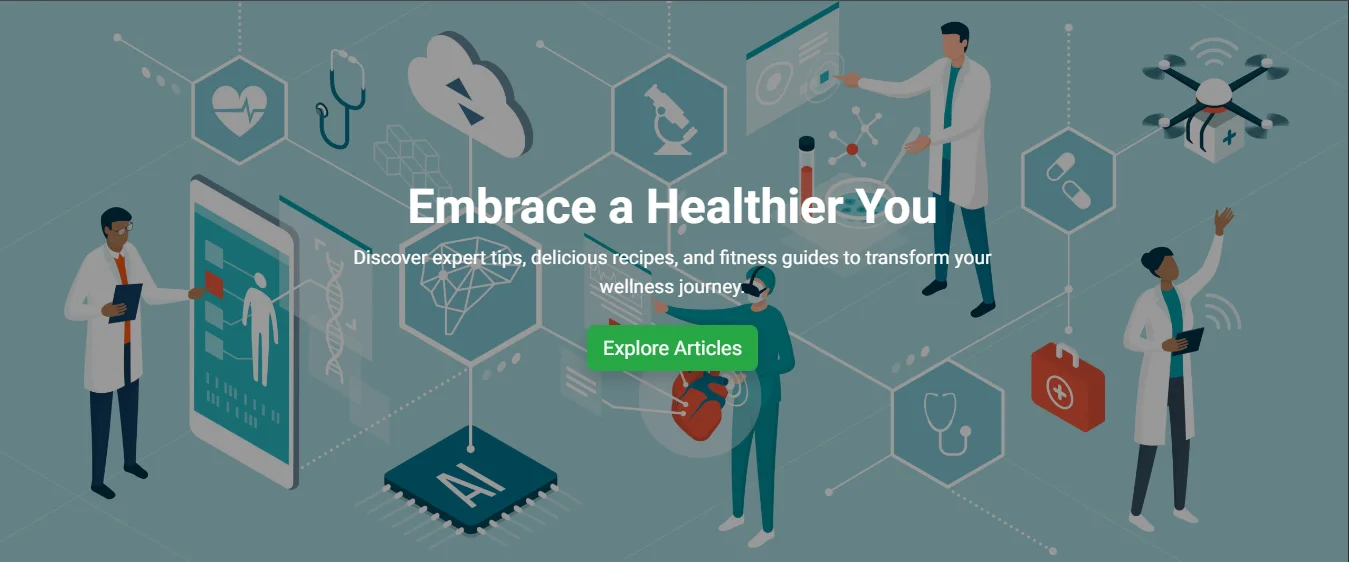 Embrace a Healthier You
Discover expert tips, delicious recipes, and fitness guides to transform your
wellness journey.
Explore Articles
AI